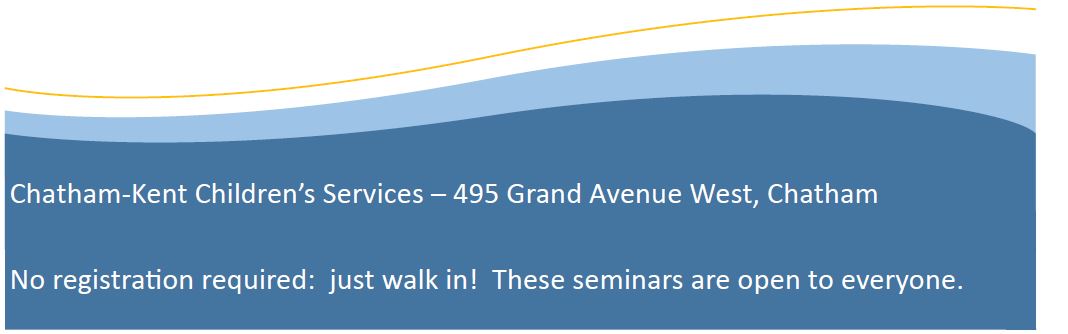 Chatham-Kent Children’s Services – 495 Grand Avenue West, Chatham
No registration required:  just walk in!  These seminars are open to everyone.